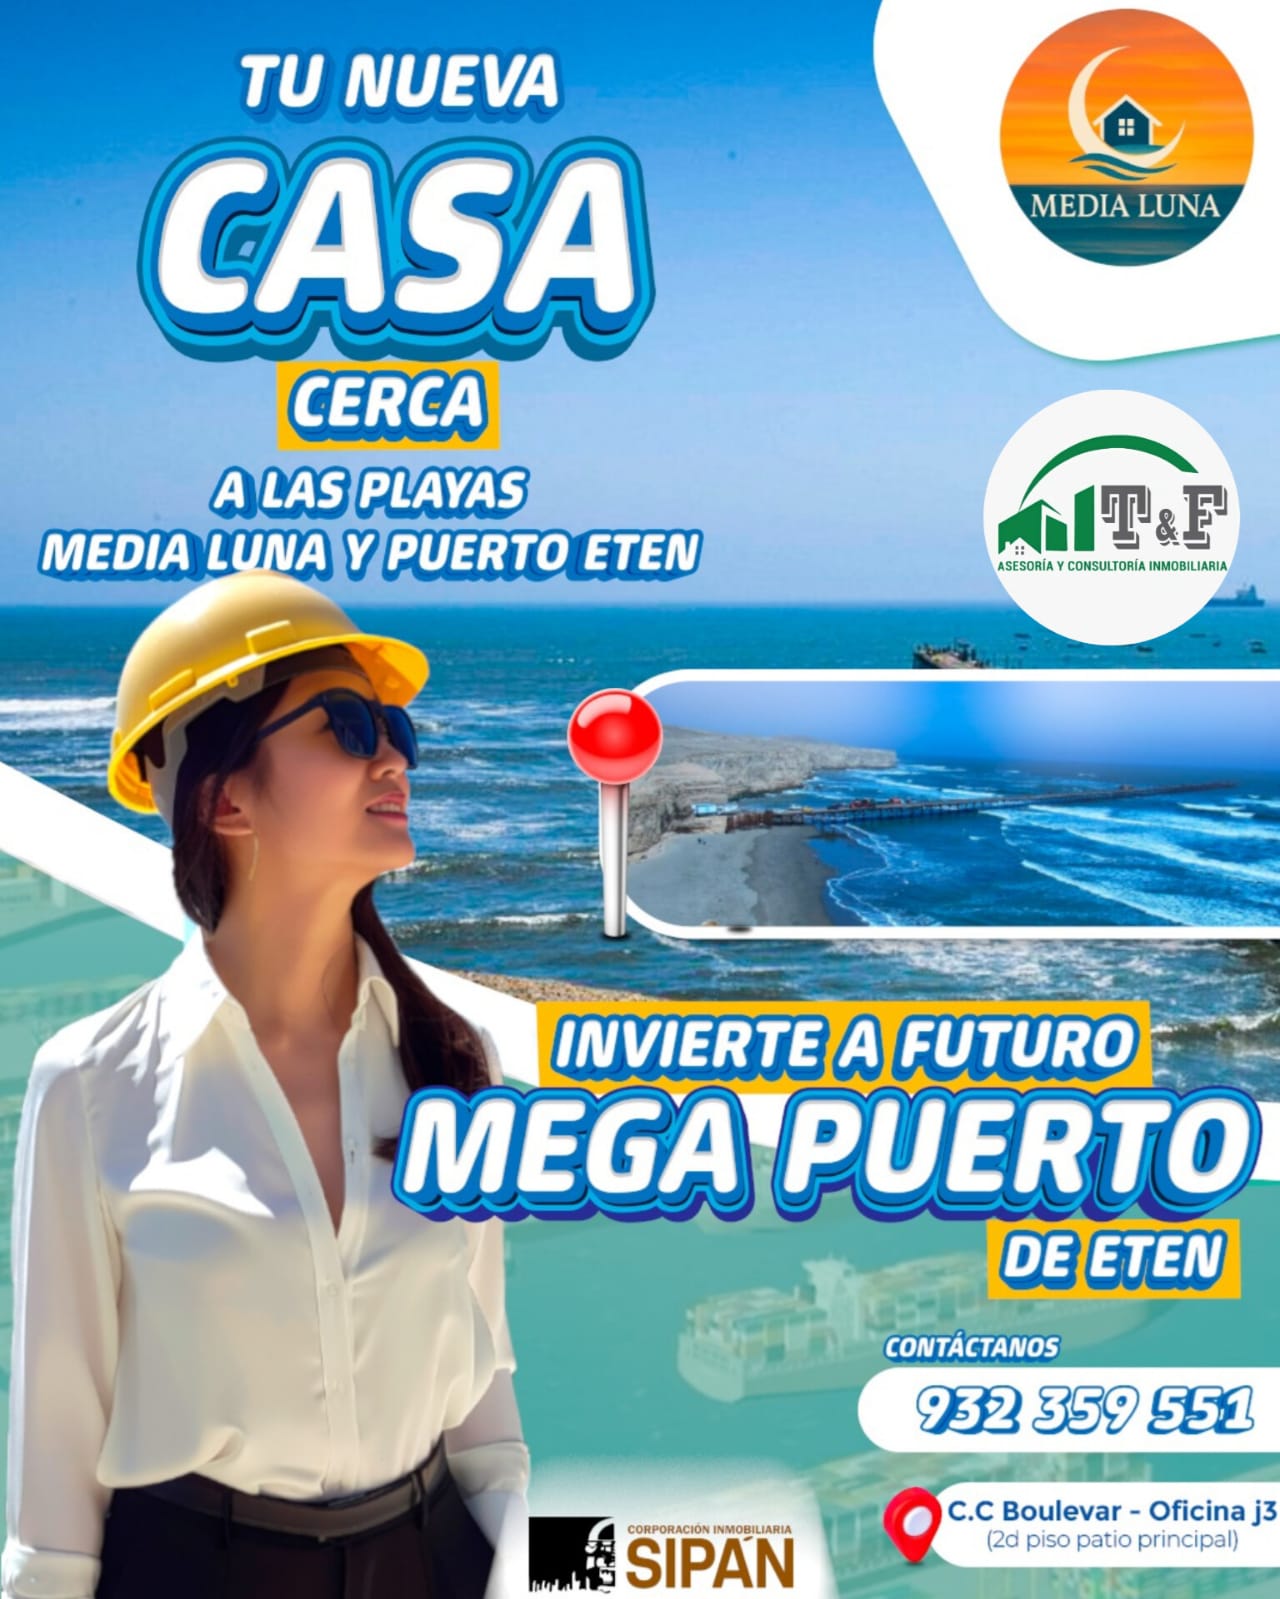 TU NUEVA
CASA
CERCA
A LAS PLAYAS
MEDIA LUNA Y PUERTO ETEN
MEDIA LUNA
T&F
ASESORÍA Y CONSULTORÍA INMOBILIARIA
INVIERTE A FUTURO
MEGA PUERTO
DE ETEN
CONTÁCTANOS
932 359 551
C.C Boulevar - Oficina j3
(2d piso patio principal)
CORPORACIÓN INMOBILIARIA
SIPÁN